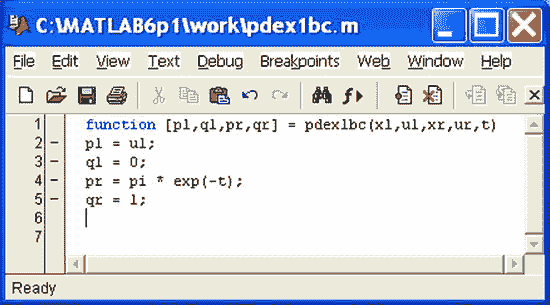 C:\MATLAB6p1\work\pdex1bc.m
File Edit View Text Debug Breakpoints Web Window Help
1 function [pl,ql,pr,qr] = pdex1bc(xl,ul,xr,ur,t)
2 – pl = ul;
3 – ql = 0;
4 – pr = pi * exp(-t);
5 – qr = 1;
6
7
Ready